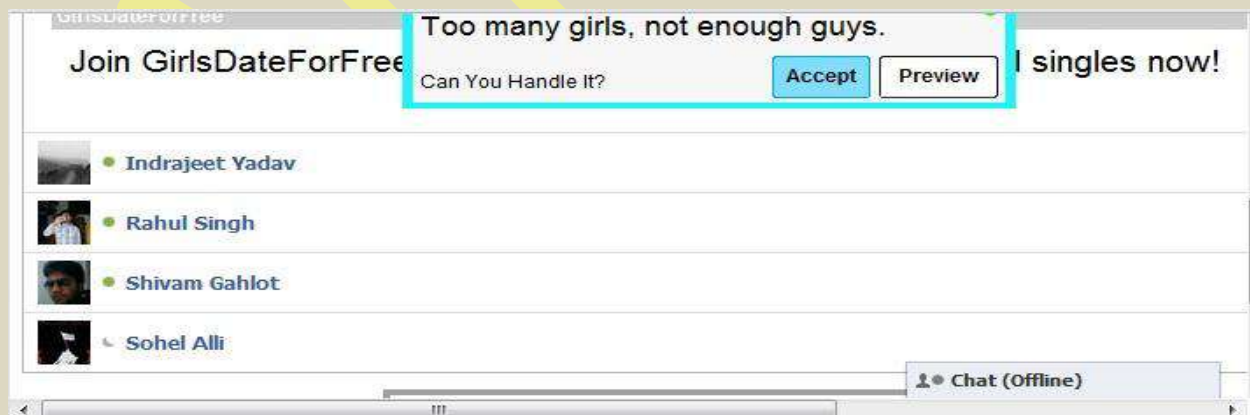 GirlsDateForFree
Too many girls, not enough guys.
Join GirlsDateForFree
singles now!
Can You Handle It?
Accept
Preview
Indrajeet Yadav
Rahul Singh
Shivam Gahlot
Sohel Alli
Chat (Offline)